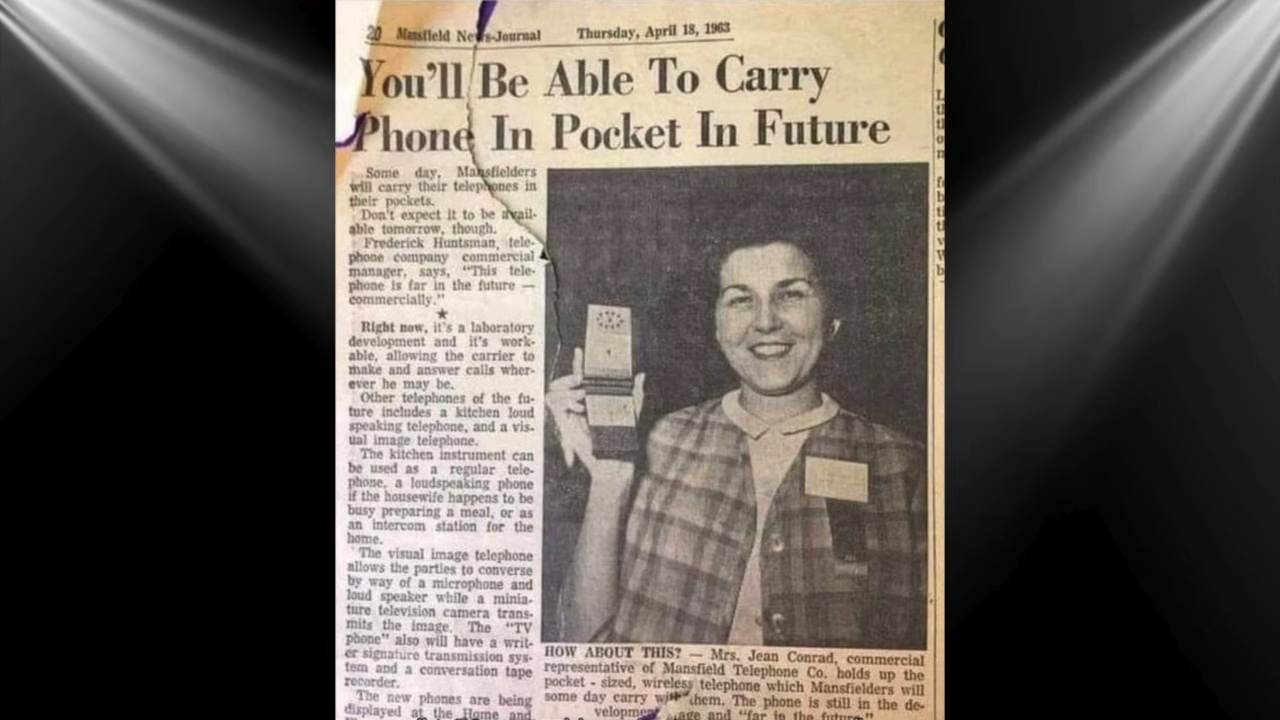 20 Mansfield News-Journal Thursday, April 18, 1963
You'll Be Able To Carry
Phone In Pocket In Future
Some day, Mansfielders
will carry their telephones in
their pockets.
Don't expect it to be avail-
able tomorrow, though.
Frederick Huntsman, tele-
phone company commercial
manager, says, "This tele-
phone is far in the future —
commercially."
★
Right now, it's a laboratory
development and it's work-
able, allowing the carrier to
make and answer calls wher-
ever he may be.
Other telephones of the fu-
ture includes a kitchen loud
speaking telephone, and a vis-
ual image telephone.
The kitchen instrument can
be used as a regular tele-
phone, a loudspeaking phone
if the housewife happens to be
busy preparing a meal, or as
an intercom station for the
home.
The visual image telephone
allows the parties to converse
by way of a microphone and
loud speaker while a minia-
ture television camera trans-
mits the image. The "TV
phone" also will have a writ-
er signature transmission sys-
tem and a conversation tape
recorder.
The new phones are being
displayed at the Home and
HOW ABOUT THIS? — Mrs. Jean Conrad, commercial
representative of Mansfield Telephone Co. holds up the
pocket - sized, wireless telephone which Mansfielders will
some day carry with them. The phone is still in the de-
velopment and "far in the future"